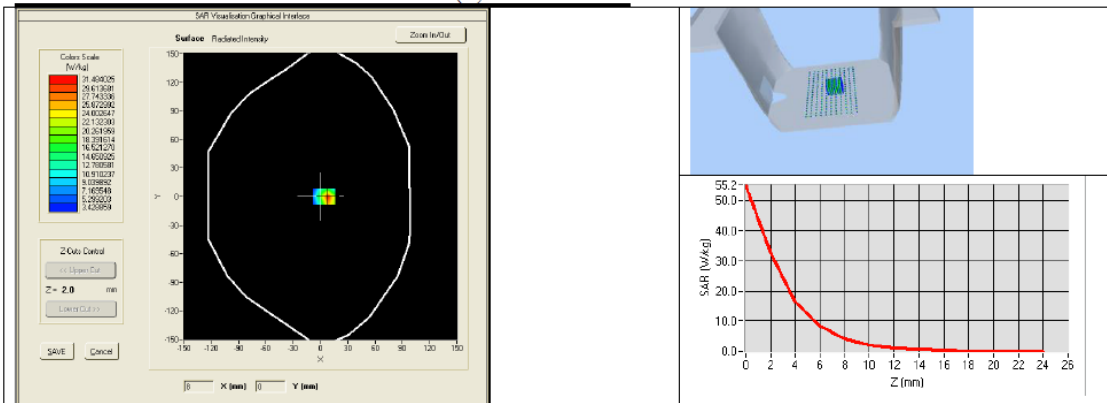 SAR Visualisation Graphical Interface
Surface Radiated Intensity
Zoom In/Out
Colors Scale
(W/kg)
31.484025
29.613681
27.743336
25.872992
24.002647
22.132303
20.261959
18.391614
16.521270
14.650925
12.780581
10.910237
9.039892
7.169548
5.299203
3.428859
150
120
90
60
30
0
-30
-60
-90
-120
-150
Y
-150 -120 -90 -60 -30 0 30 60 90 120 150
X
Z-Cuts Control
<< Upper Cut
Z= 2.0 mm
Lower Cut >>
SAVE Cancel
8 X (mm) 0 Y (mm)
55.2
50.0
40.0
30.0
20.0
10.0
0.0
SAR (W/kg)
0 2 4 6 8 10 12 14 16 18 20 22 24 26
Z (mm)